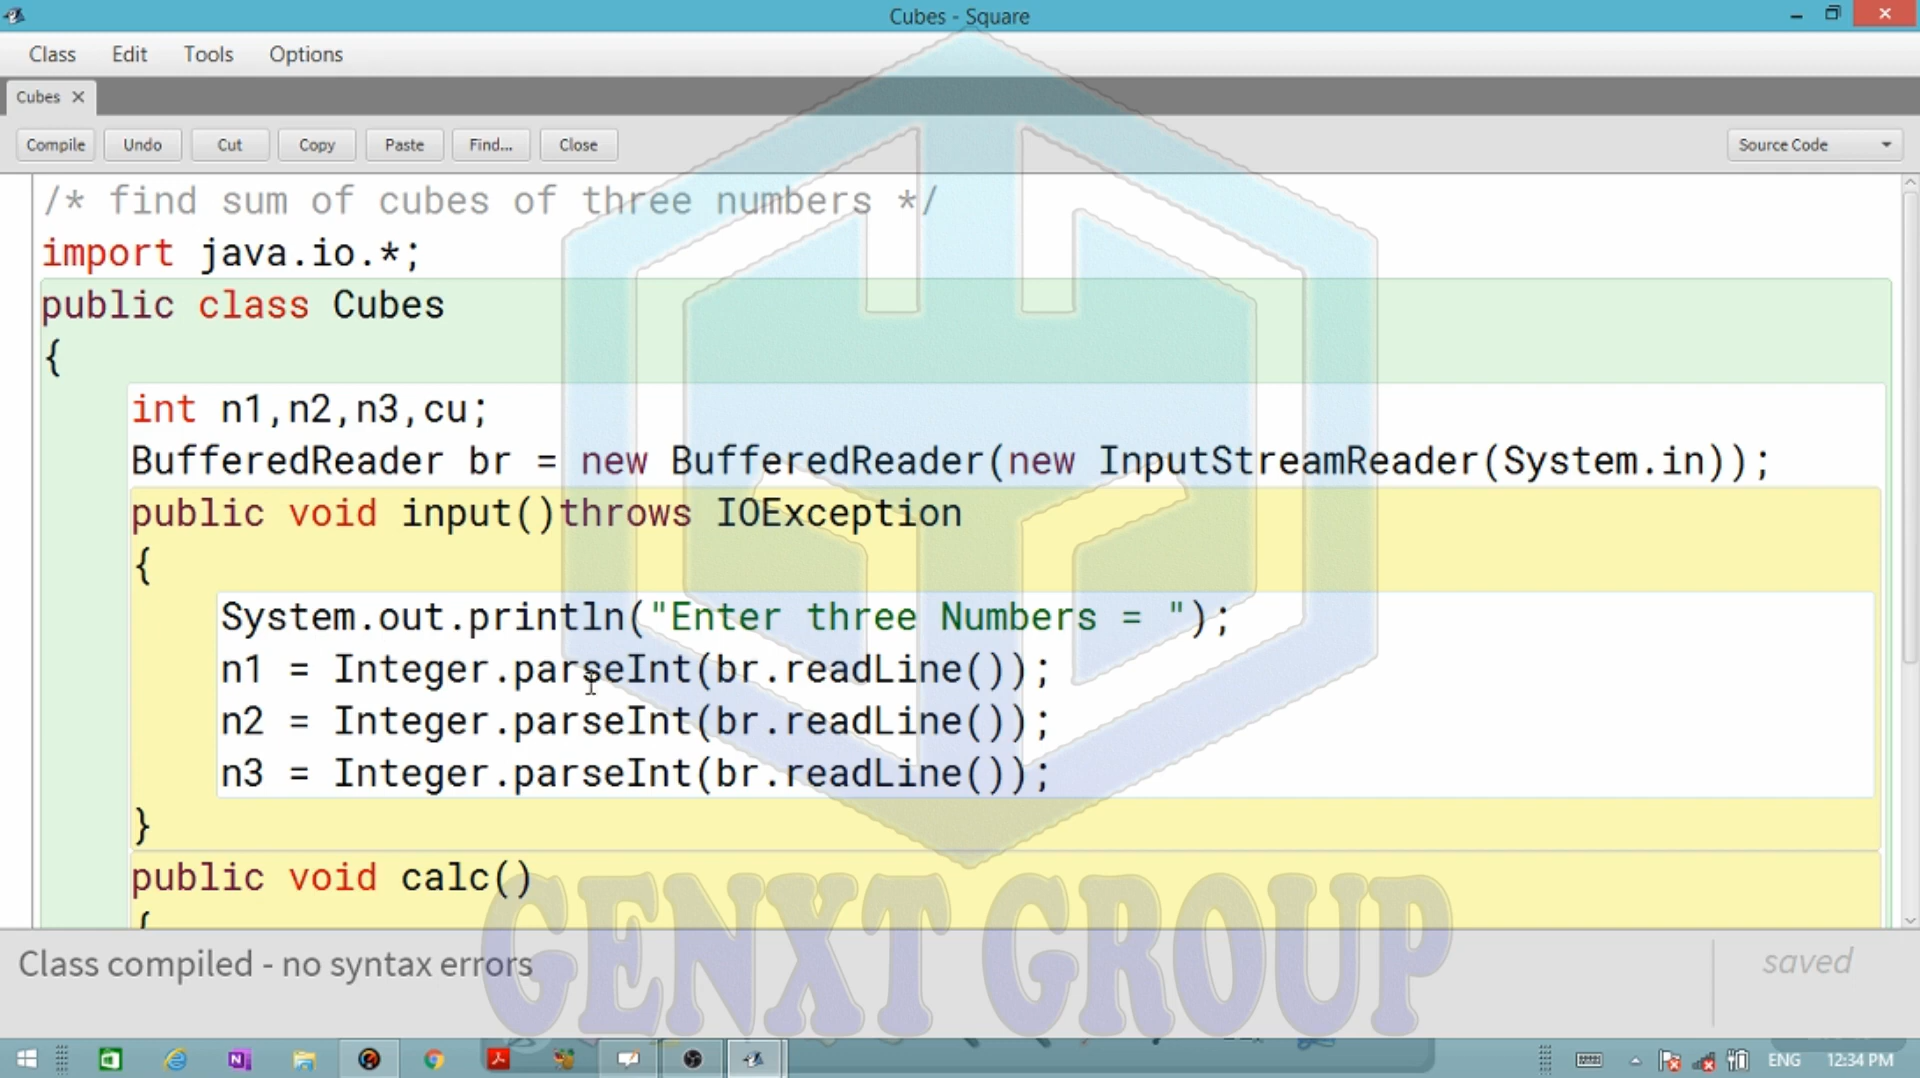 Cubes - Square
Class Edit Tools Options
Cubes
Compile Undo Cut Copy Paste Find... Close Source Code
/* find sum of cubes of three numbers */
import java.io.*;
public class Cubes
{
int n1,n2,n3,cu;
BufferedReader br = new BufferedReader(new InputStreamReader(System.in));
public void input()throws IOException
{
System.out.println("Enter three Numbers = ");
n1 = Integer.parseInt(br.readLine());
n2 = Integer.parseInt(br.readLine());
n3 = Integer.parseInt(br.readLine());
}
public void calc()
{
GENXT GROUP
Class compiled - no syntax errors saved
ENG 12:34 PM